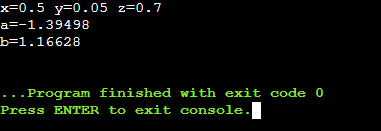 x=0.5 y=0.05 z=0.7
a=-1.39498
b=1.16628
...Program finished with exit code 0
Press ENTER to exit console.